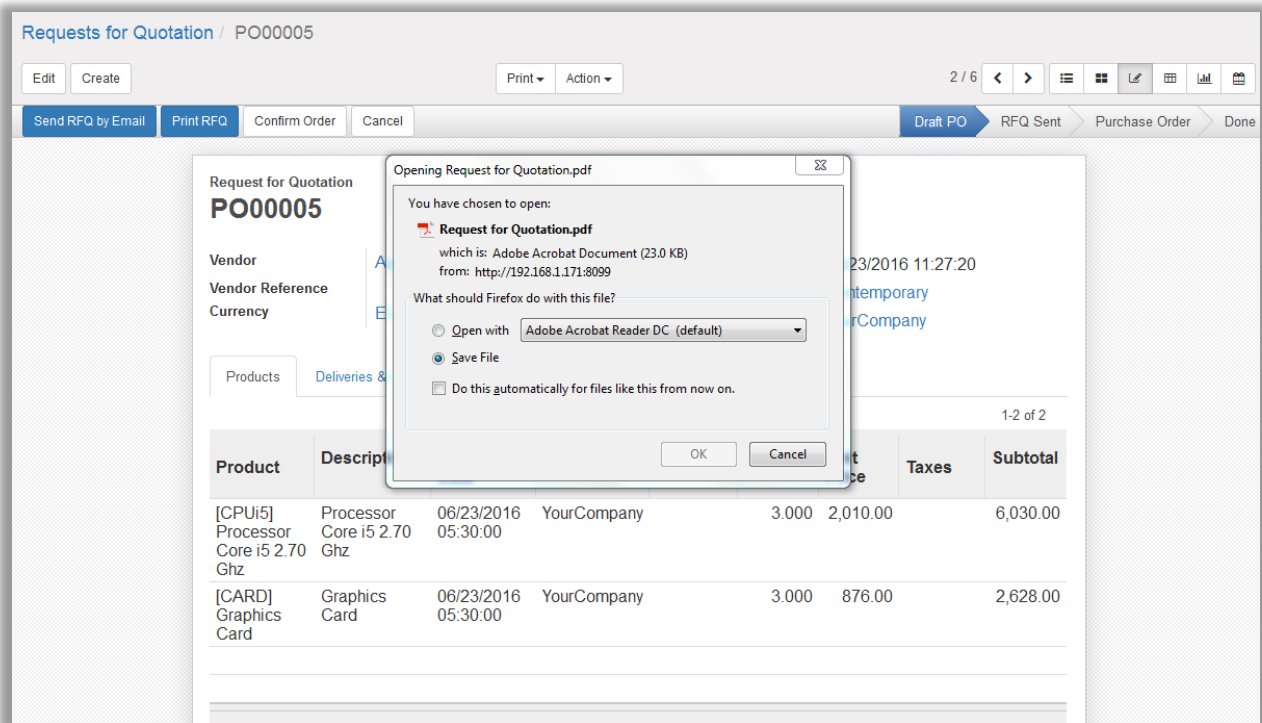 Requests for Quotation / PO00005
Edit Create Print Action 2 / 6
Send RFQ by Email Print RFQ Confirm Order Cancel Draft PO RFQ Sent Purchase Order Done
Request for Quotation
PO00005
Vendor
Vendor Reference
Currency
23/2016 11:27:20
Opening Request for Quotation.pdf
You have chosen to open:
Request for Quotation.pdf
which is: Adobe Acrobat Document (23.0 KB)
from: http://192.168.1.171:8099
What should Firefox do with this file?
Open with Adobe Acrobat Reader DC (default)
Save File
Do this automatically for files like this from now on.
OK Cancel
Products Deliveries &
1-2 of 2
Product Descript Taxes Subtotal
[CPUi5] Processor 06/23/2016 YourCompany 3.000 2,010.00 6,030.00
Processor Core i5 2.70 05:30:00
Core i5 2.70 Ghz
Ghz
[CARD] Graphics 06/23/2016 YourCompany 3.000 876.00 2,628.00
Graphics Card 05:30:00
Card